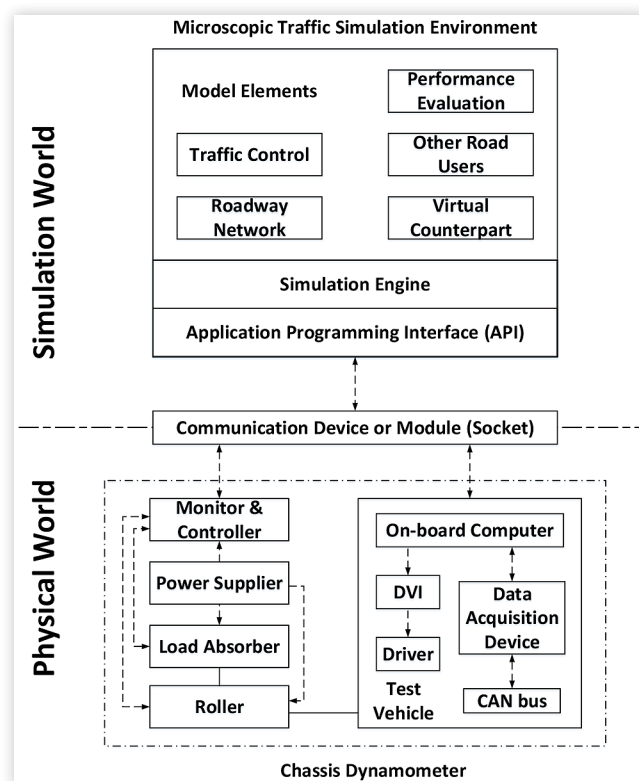 Microscopic Traffic Simulation Environment
Simulation World
Model Elements
Performance
Evaluation
Traffic Control
Other Road
Users
Roadway
Network
Virtual
Counterpart
Simulation Engine
Application Programming Interface (API)
Communication Device or Module (Socket)
Physical World
Monitor &
Controller
Power Supplier
Load Absorber
Roller
On-board Computer
DVI
Data
Acquisition
Device
Driver
Test
Vehicle
CAN bus
Chassis Dynamometer